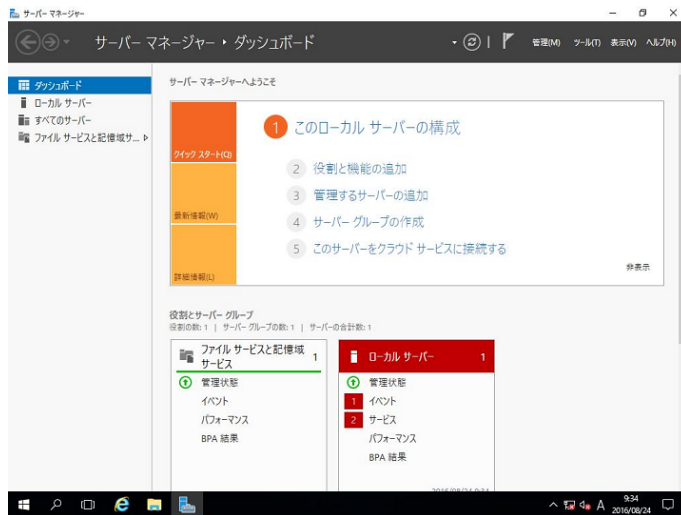 サーバー マネージャー
サーバー マネージャー ・ ダッシュボード
管理(M) ツール(T) 表示(V) ヘルプ(H)
ダッシュボード
ローカル サーバー
すべてのサーバー
ファイル サービスと記憶域サ...
サーバー マネージャーへようこそ
クイック スタート(Q)
最新情報(W)
詳細情報(L)
1 このローカル サーバーの構成
2 役割と機能の追加
3 管理するサーバーの追加
4 サーバー グループの作成
5 このサーバーをクラウド サービスに接続する
非表示
役割とサーバー グループ
役割の数: 1 | サーバー グループの数: 1 | サーバーの合計数: 1
ファイル サービスと記憶域 1
サービス
管理状態
イベント
パフォーマンス
BPA 結果
ローカル サーバー 1
管理状態
1 イベント
2 サービス
パフォーマンス
BPA 結果
2016/08/24 9:34
A
9:34
2016/08/24